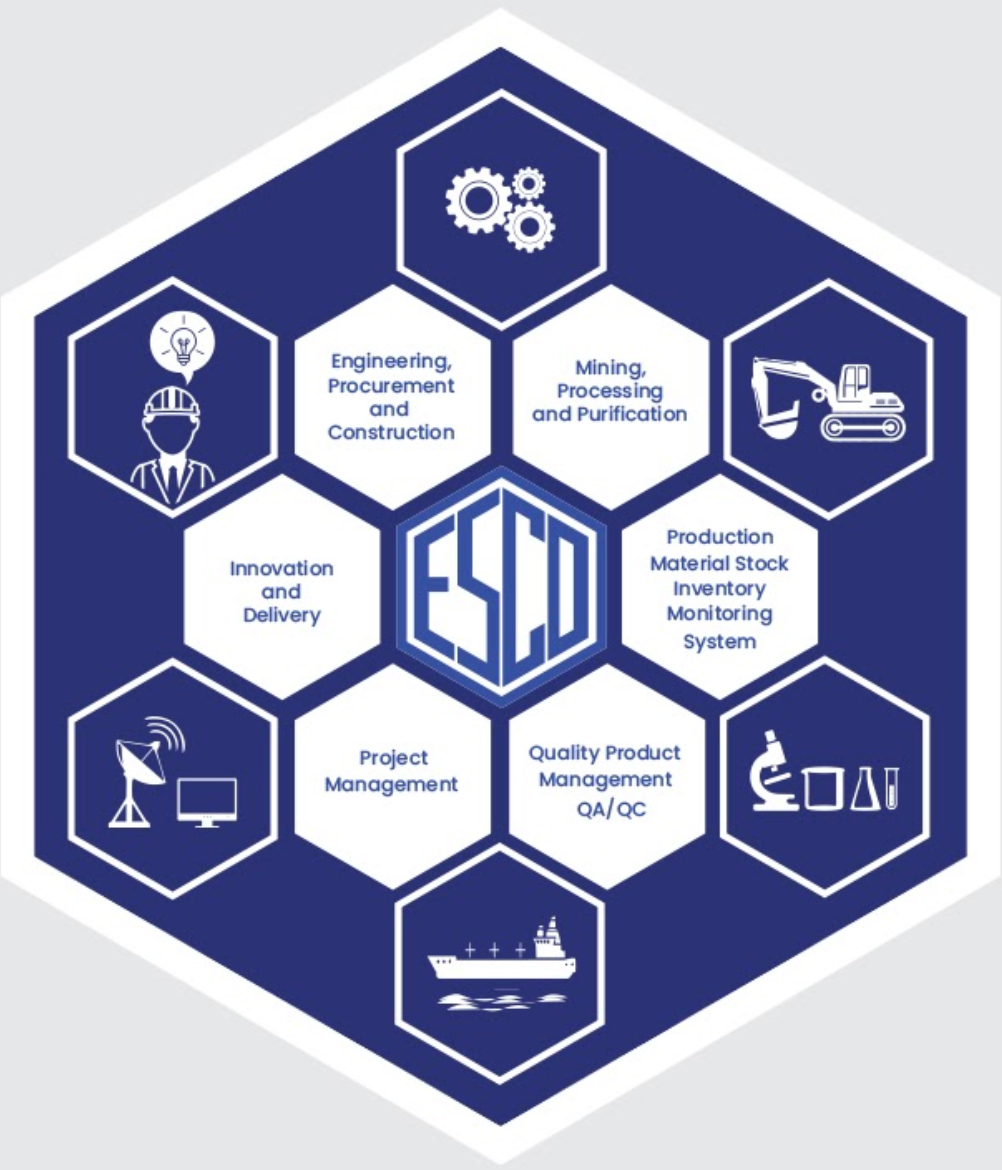 Engineering,
Procurement
and
Construction
Mining,
Processing
and Purification
Innovation
and
Delivery
ESCO
Production
Material Stock
Inventory
Monitoring
System
Project
Management
Quality Product
Management
QA/QC